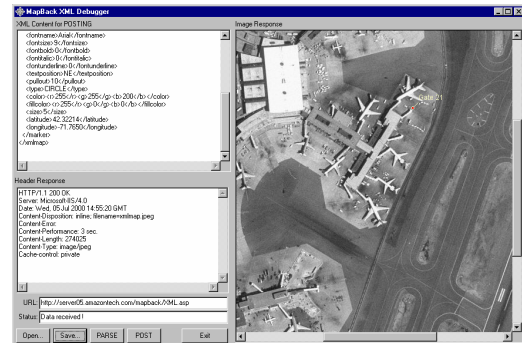 MapBack XML Debugger
XML Content for POSTING
<fontname>Arial</fontname>
<fontsize>9</fontsize>
<fontbold>0</fontbold>
<fontitalic>0</fontitalic>
<fontunderline>0</fontunderline>
<textposition>NE</textposition>
<pullout>10</pullout>
<type>CIRCLE</type>
<color><r>255</r><g>255</g><b>200</b></color>
<fillcolor><r>255</r><g>0</g><b>0</b></fillcolor>
<size>5</size>
<latitude>42.32214</latitude>
<longitude>-71.7650</longitude>
</marker>
</xmlmap>
Header Response
HTTP/1.1 200 OK
Server: Microsoft-IIS/4.0
Date: Wed, 05 Jul 2000 14:55:20 GMT
Content-Disposition: inline; filename=xmlmap.jpeg
Content-Error:
Content-Performance: 3 sec.
Content-Length: 274025
Content-Type: image/jpeg
Cache-control: private
URL: http://server05.amazontech.com/mapback/XML.asp
Status: Data received !
Open... Save... PARSE POST Exit
Image Response
Gate 21